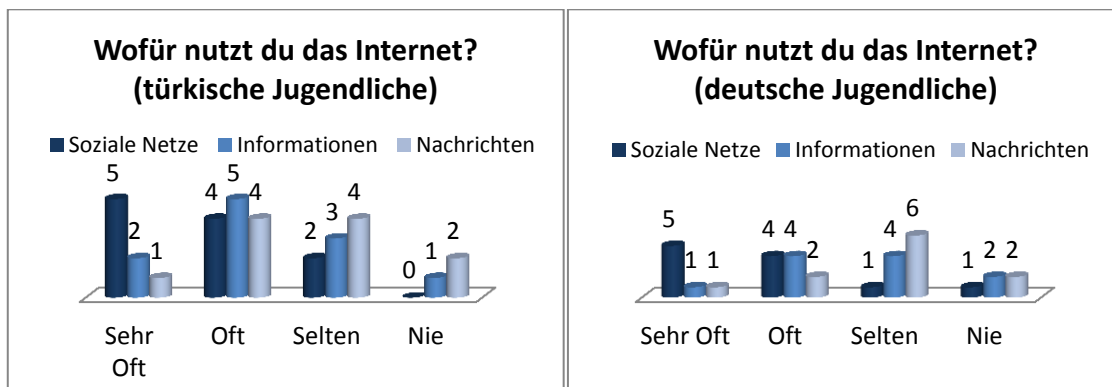 Wofür nutzt du das Internet?
(türkische Jugendliche)
Soziale Netze Informationen Nachrichten
5 2 1 4 5 4 2 3 4 0 1 2
Sehr Oft Oft Selten Nie
Wofür nutzt du das Internet?
(deutsche Jugendliche)
Soziale Netze Informationen Nachrichten
5 1 1 4 4 2 1 4 6 1 2 2
Sehr Oft Oft Selten Nie